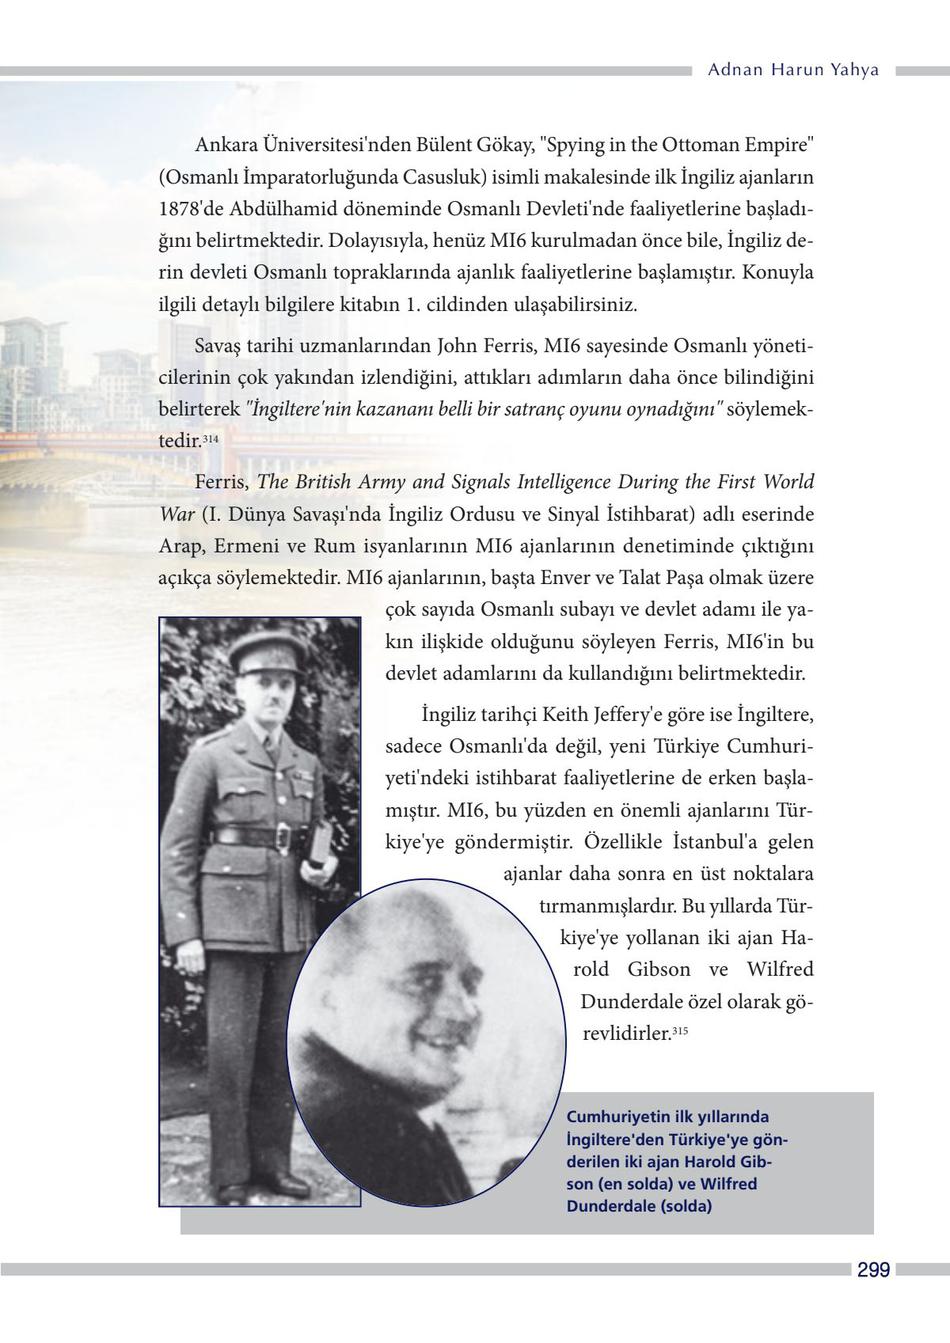 Adnan Harun Yahya
Ankara Üniversitesi'nden Bülent Gökay, "Spying in the Ottoman Empire"
(Osmanlı İmparatorluğunda Casusluk) isimli makalesinde ilk İngiliz ajanların
1878'de Abdülhamid döneminde Osmanlı Devleti'nde faaliyetlerine başladı-
ğını belirtmektedir. Dolayısıyla, henüz MI6 kurulmadan önce bile, İngiliz de-
rin devleti Osmanlı topraklarında ajanlık faaliyetlerine başlamıştır. Konuyla
ilgili detaylı bilgilere kitabın 1. cildinden ulaşabilirsiniz.
Savaş tarihi uzmanlarından John Ferris, MI6 sayesinde Osmanlı yöneti-
cilerinin çok yakından izlendiğini, attıkları adımların daha önce bilindiğini
belirterek "İngiltere'nin kazananı belli bir satranç oyunu oynadığını" söylemek-
tedir.314
Ferris, The British Army and Signals Intelligence During the First World
War (I. Dünya Savaşı'nda İngiliz Ordusu ve Sinyal İstihbarat) adlı eserinde
Arap, Ermeni ve Rum isyanlarının MI6 ajanlarının denetiminde çıktığını
açıkça söylemektedir. MI6 ajanlarının, başta Enver ve Talat Paşa olmak üzere
çok sayıda Osmanlı subayı ve devlet adamı ile ya-
kın ilişkide olduğunu söyleyen Ferris, MI6'in bu
devlet adamlarını da kullandığını belirtmektedir.
İngiliz tarihçi Keith Jeffery'e göre ise İngiltere,
sadece Osmanlı'da değil, yeni Türkiye Cumhuri-
yeti'ndeki istihbarat faaliyetlerine de erken başla-
mıştır. MI6, bu yüzden en önemli ajanlarını Tür-
kiye'ye göndermiştir. Özellikle İstanbul'a gelen
ajanlar daha sonra en üst noktalara
tırmanmışlardır. Bu yıllarda Tür-
kiye'ye yollanan iki ajan Ha-
rold Gibson ve Wilfred
Dunderdale özel olarak gö-
revlidirler.315
Cumhuriyetin ilk yıllarında
İngiltere'den Türkiye'ye gön-
derilen iki ajan Harold Gib-
son (en solda) ve Wilfred
Dunderdale (solda)
299